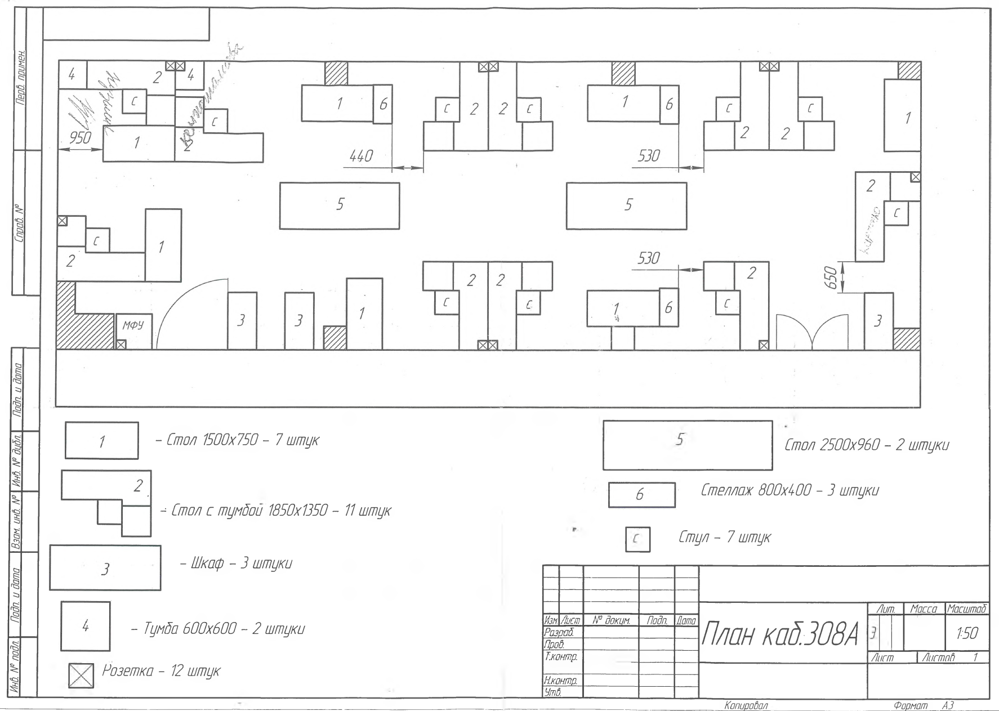 Перв. примен.
Справ. №
Подп. и дата
Инв. № дубл.
Взам. инв. №
Подп. и дата
Инв. № подл.
4
2
4
1
6
2
2
1
6
2
2
1
С
С
С
С
С
С
950
1
2
440
530
5
5
2
С
1
С
2
530
650
2
2
2
С
С
С
МФУ
3
3
1
1
6
3
1
– Стол 1500х750 – 7 штук
2
– Стол с тумбой 1850х1350 – 11 штук
3
– Шкаф – 3 штуки
4
– Тумба 600х600 – 2 штуки
Розетка – 12 штук
5
Стол 2500х960 – 2 штуки
6
Стеллаж 800х400 – 3 штуки
С
Стул – 7 штук
Изм Лист № докум. Подп. Дата
Разраб.
Пров.
Т.контр.
Н.контр.
Утв.
План каб.308А
Лит. Масса Масштаб
Э 1:50
Лист Листов 1
Копировал Формат А3